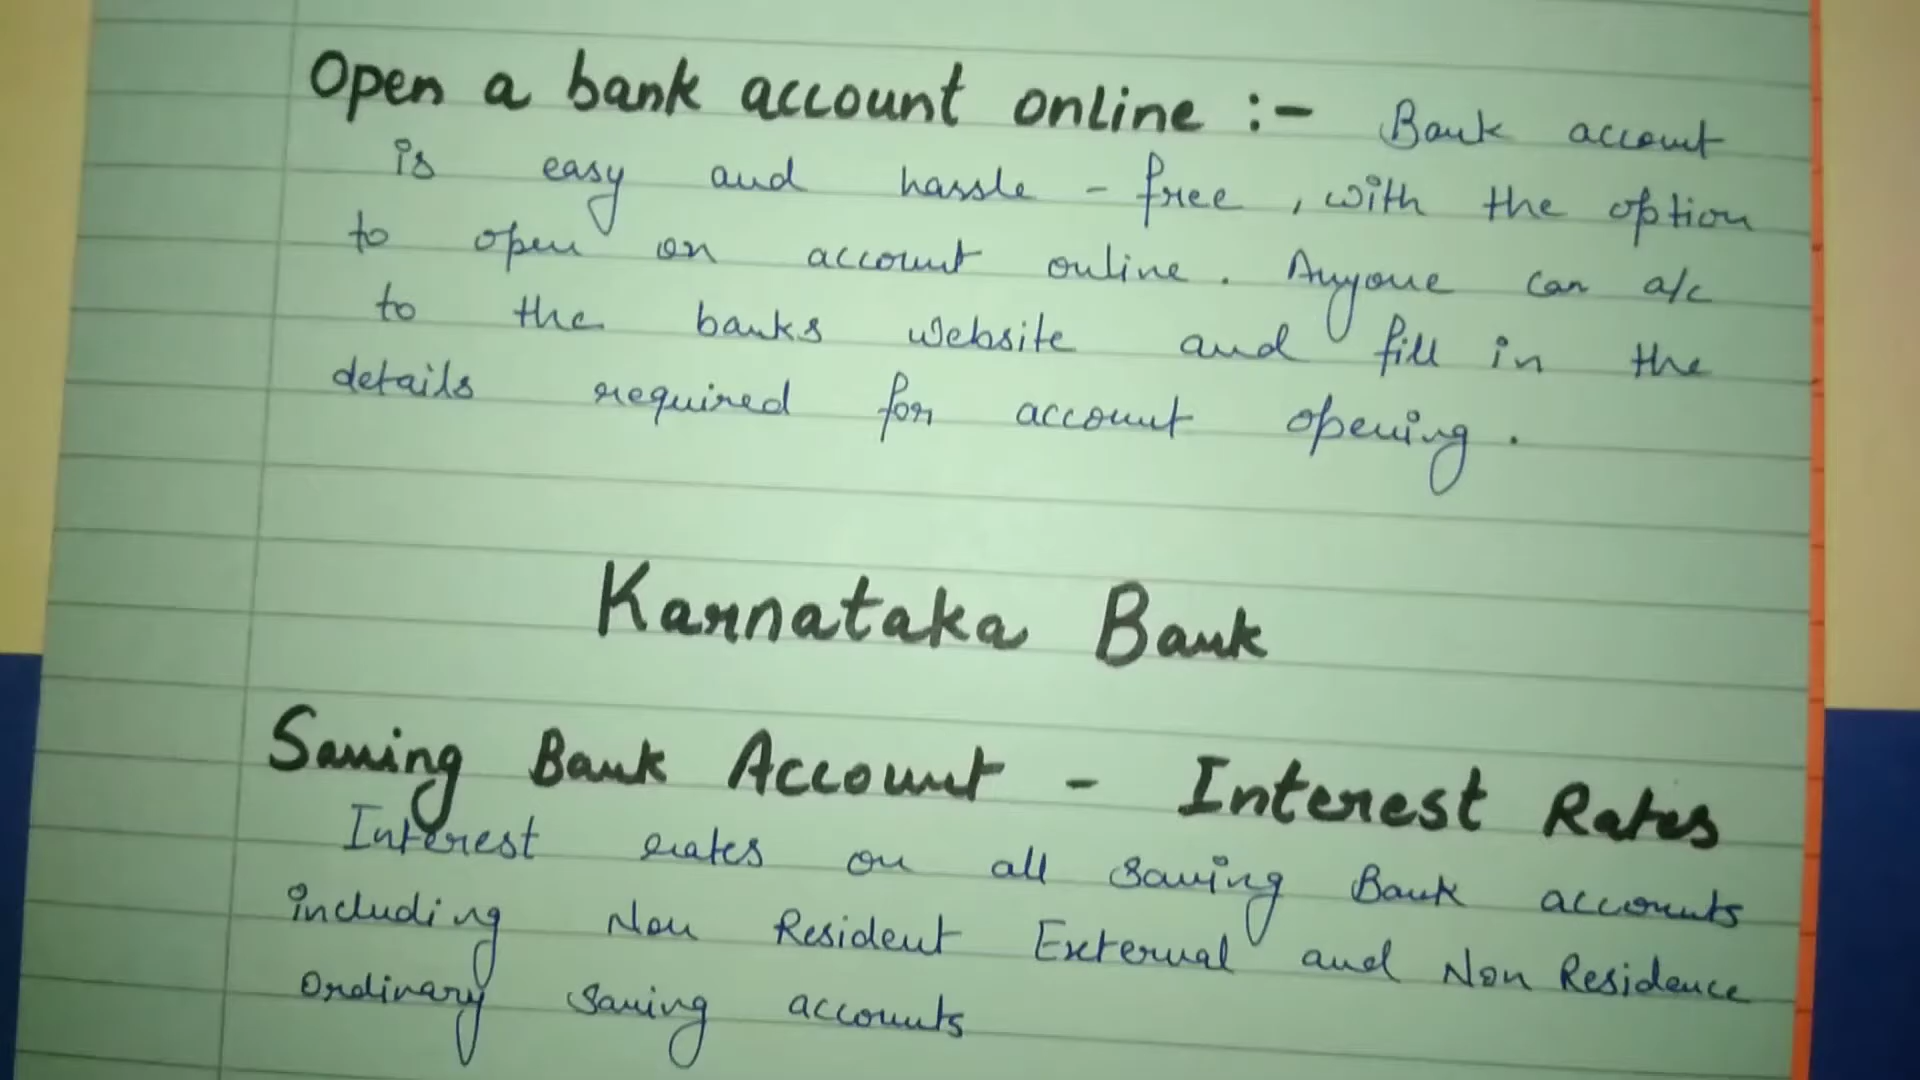 Open a bank account online :- Bank account
is easy and hassle - free , with the option
to open an account online . Anyone can a/c
to the banks website and fill in the
details required for account opening .
Karnataka Bank
Saving Bank Account - Interest Rates
Interest rates on all saving Bank accounts
including Non Resident External and Non Residence
Ordinary saving accounts